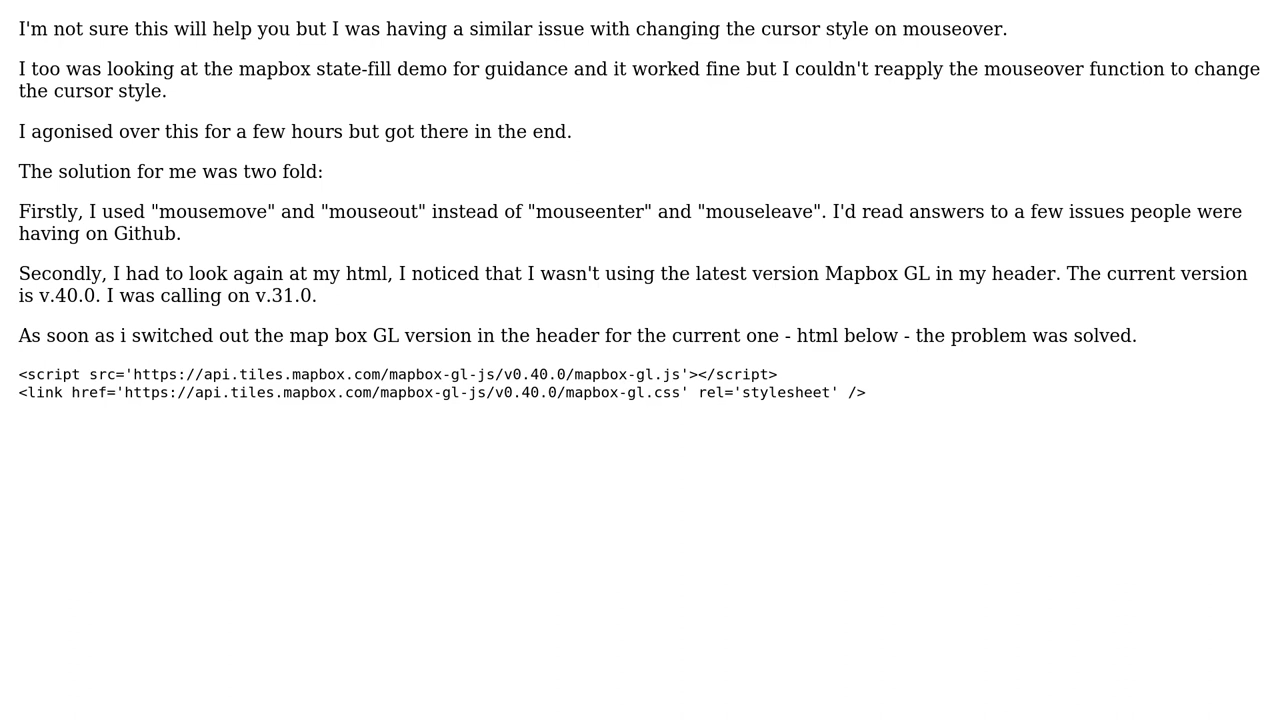 I'm not sure this will help you but I was having a similar issue with changing the cursor style on mouseover.
I too was looking at the mapbox state-fill demo for guidance and it worked fine but I couldn't reapply the mouseover function to change
the cursor style.
I agonised over this for a few hours but got there in the end.
The solution for me was two fold:
Firstly, I used "mousemove" and "mouseout" instead of "mouseenter" and "mouseleave". I'd read answers to a few issues people were
having on Github.
Secondly, I had to look again at my html, I noticed that I wasn't using the latest version Mapbox GL in my header. The current version
is v.40.0. I was calling on v.31.0.
As soon as i switched out the map box GL version in the header for the current one - html below - the problem was solved.
<script src='https://api.tiles.mapbox.com/mapbox-gl-js/v0.40.0/mapbox-gl.js'></script>
<link href='https://api.tiles.mapbox.com/mapbox-gl-js/v0.40.0/mapbox-gl.css' rel='stylesheet' />